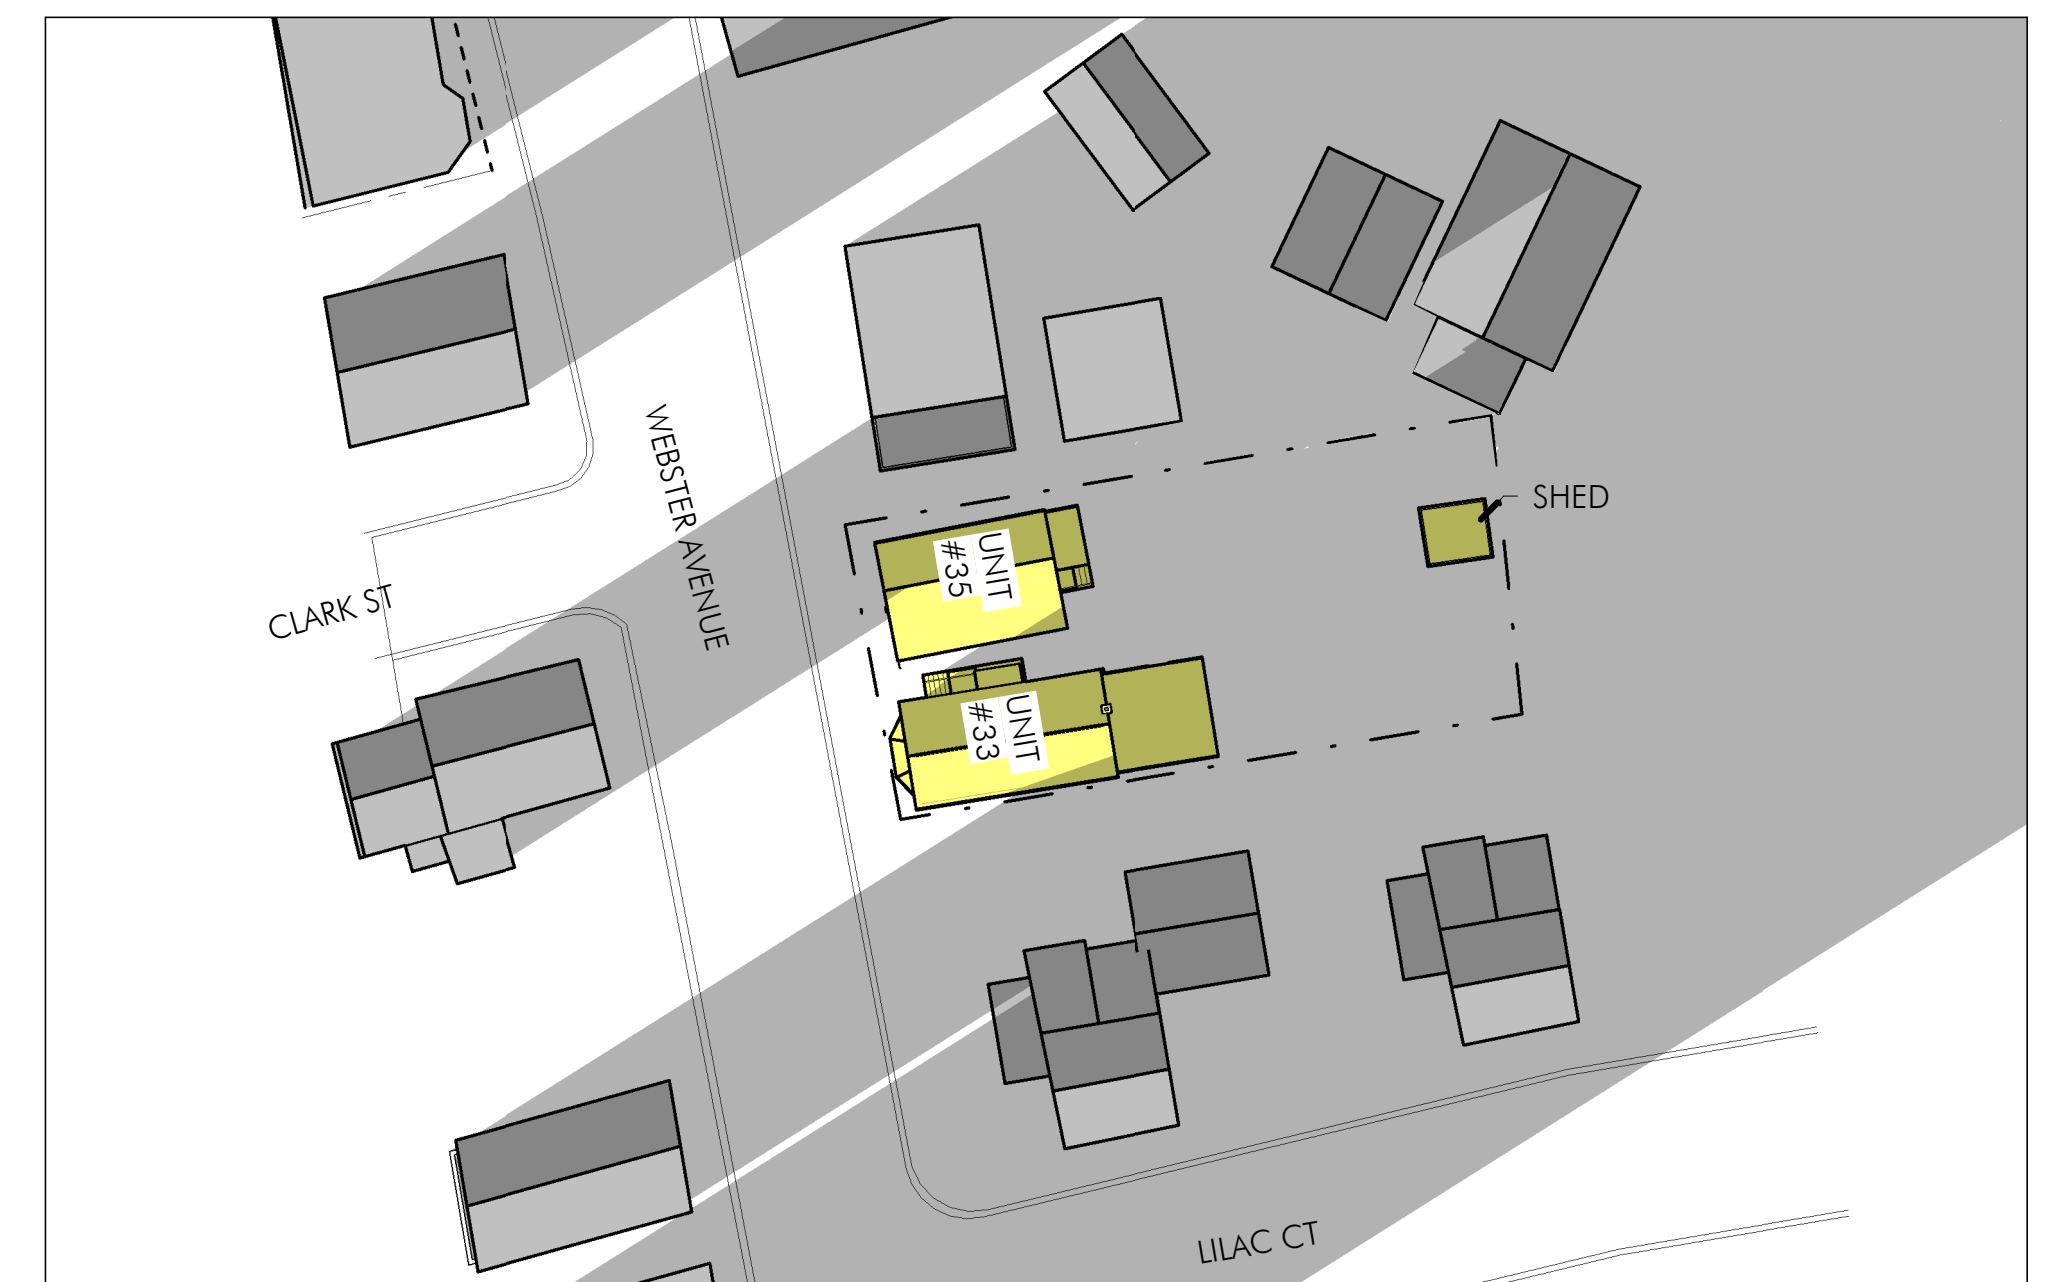 WEBSTER AVENUE
SHED
UNIT
#35
CLARK ST
UNIT
#33
LILAC CT